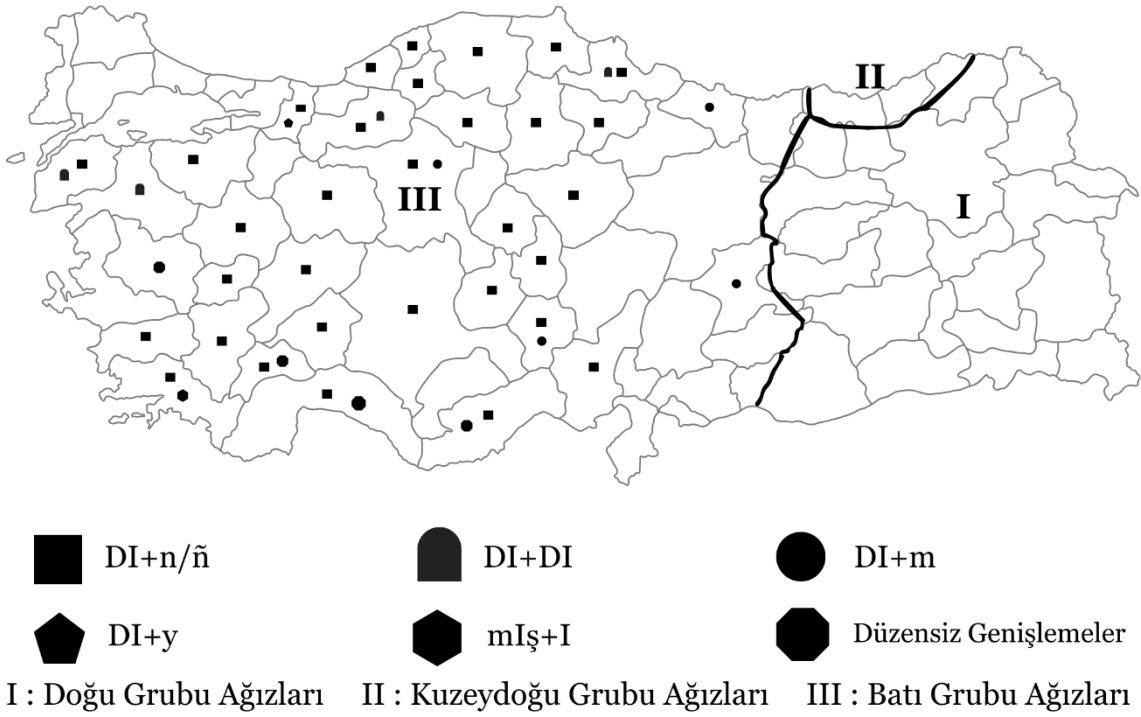 II
III
I
DI+n/ñ DI+DI DI+m
DI+y mIş+I Düzensiz Genişlemeler
I : Doğu Grubu Ağızları II : Kuzeydoğu Grubu Ağızları III : Batı Grubu Ağızları